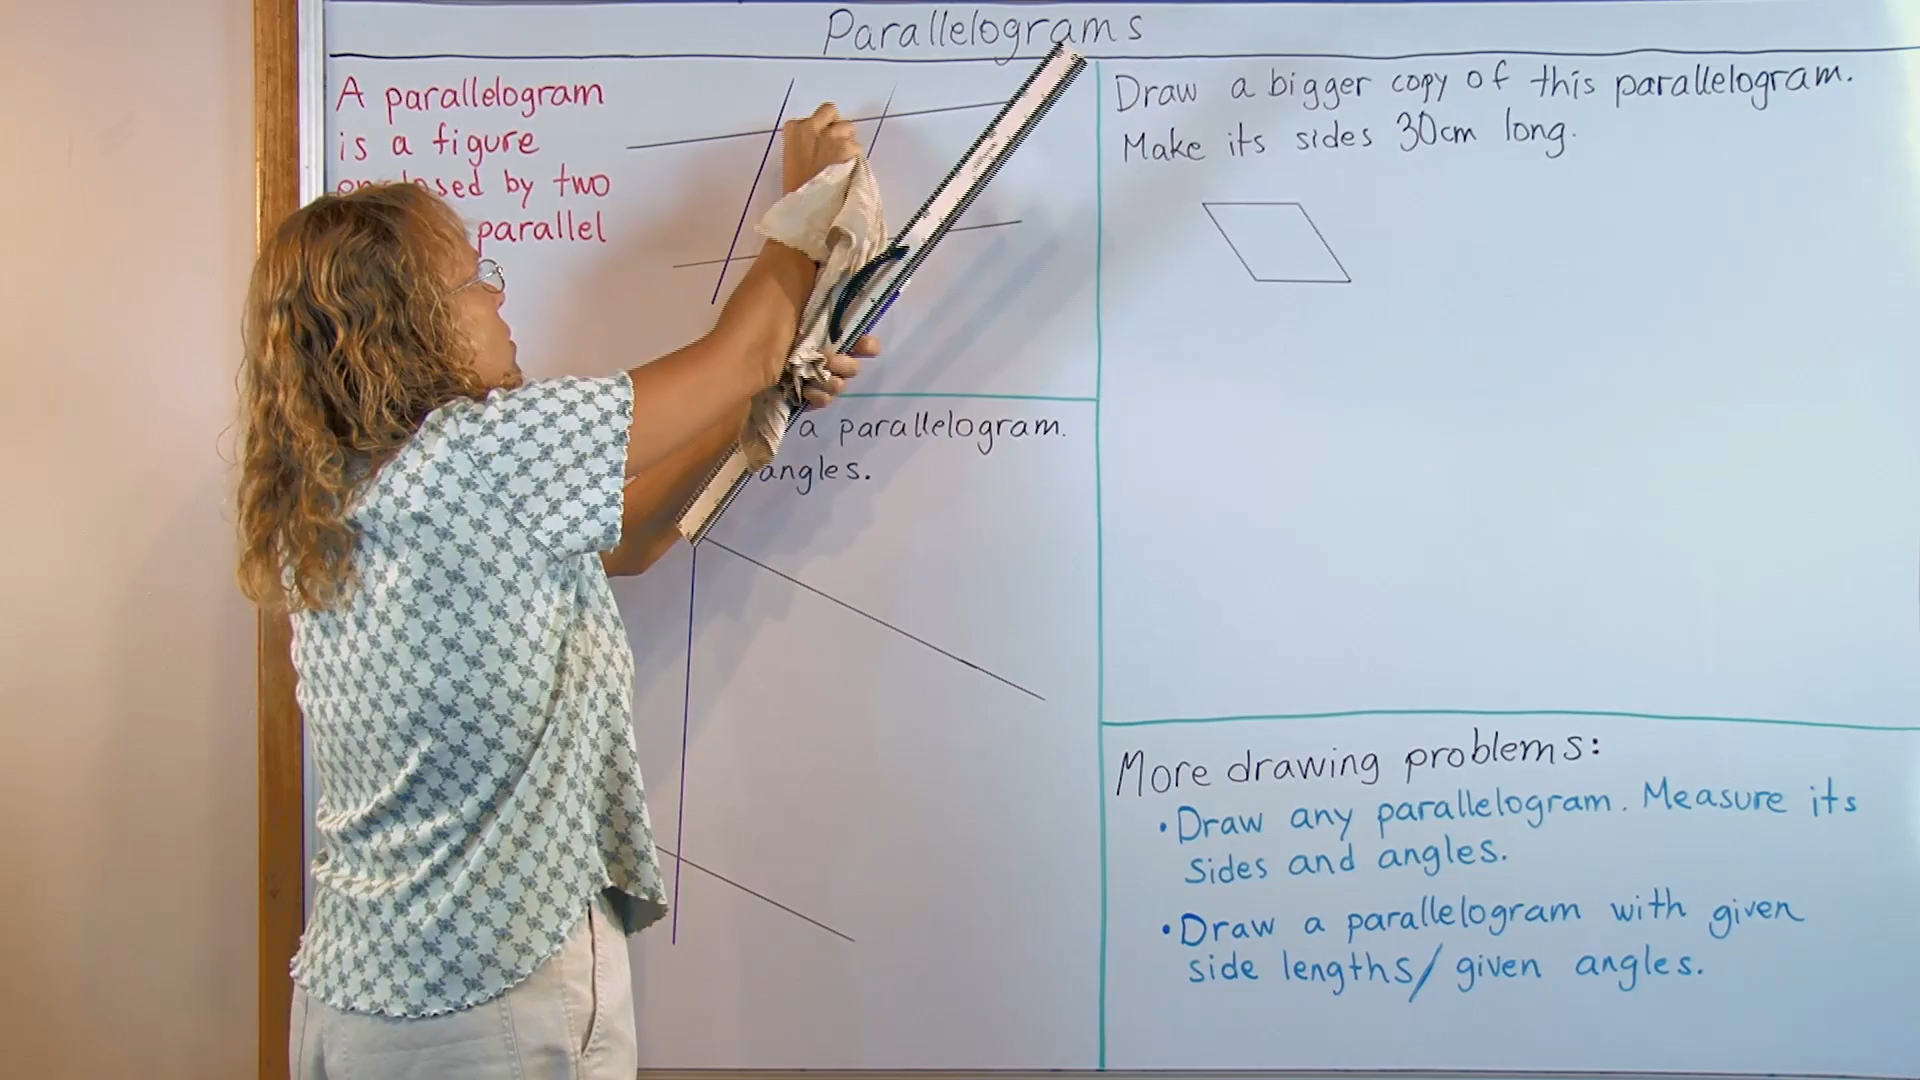 Parallelograms
A parallelogram
is a figure
by two
parallel
a parallelogram.
angles.
Draw a bigger copy of this parallelogram.
Make its sides 30cm long.
More drawing problems:
• Draw any parallelogram. Measure its
sides and angles.
• Draw a parallelogram with given
side lengths/given angles.